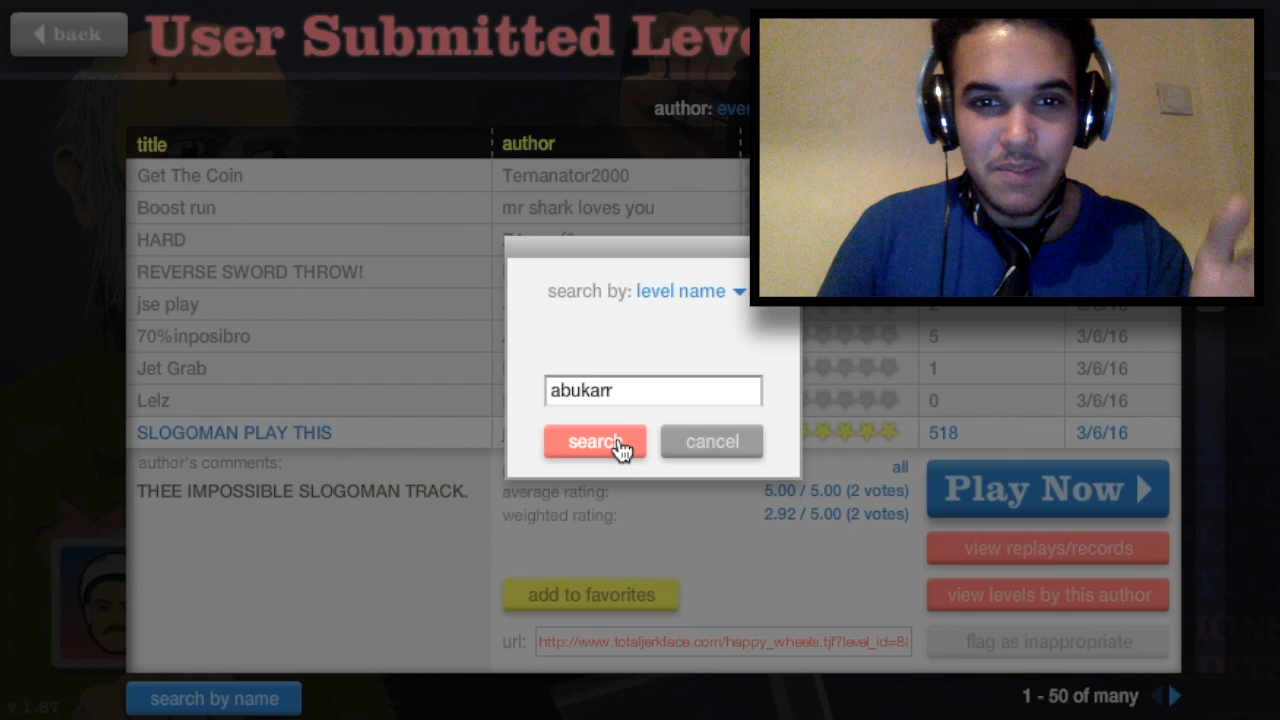 back
User Submitted Leve
author: ever
title
author
Get The Coin
Ternanator2000
Boost run
mr shark loves you
HARD
REVERSE SWORD THROW!
jse play
70%inposibro
5
3/6/16
Jet Grab
1
3/6/16
Lelz
0
3/6/16
SLOGOMAN PLAY THIS
518
3/6/16
search by: level name
abukarr
search
cancel
author's comments:
THEE IMPOSSIBLE SLOGOMAN TRACK.
all
average rating:
5.00 / 5.00 (2 votes)
weighted rating:
2.92 / 5.00 (2 votes)
Play Now
view replays/records
add to favorites
view levels by this author
url:
http://www.totaljerkface.com/happy_wheels.tjf?level_id=8
flag as inappropriate
v 1.87
search by name
1 - 50 of many